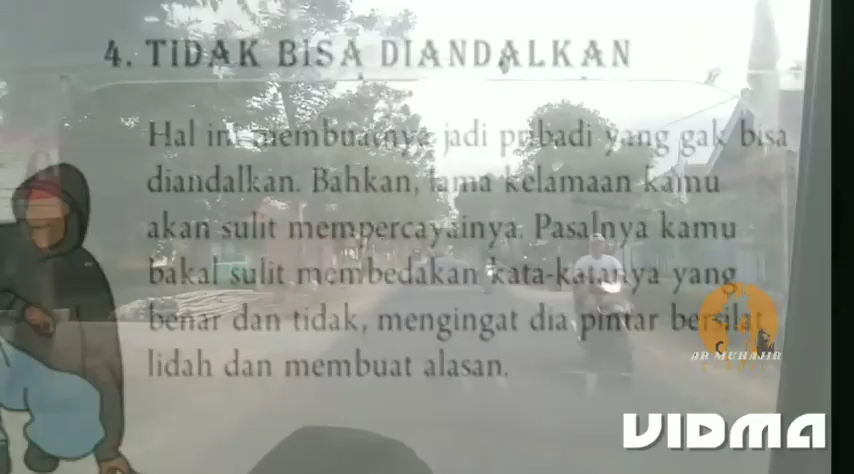 4. TIDAK BISA DIANDALKAN
Hal ini membuatnya jadi pribadi yang gak bisa
diandalkan. Bahkan, lama kelamaan kamu
akan sulit mempercayainya. Pasalnya kamu
bakal sulit membedakan kata-katanya yang
benar dan tidak, mengingat dia pintar bersilat
lidah dan membuat alasan.
AR MUHAJIR
VIDMA